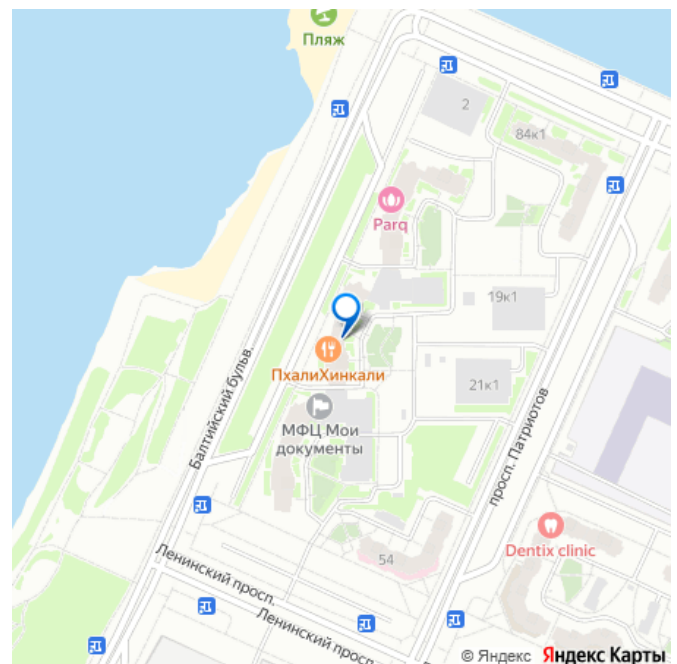 Пляж
2
84к1
Parq
19к1
ПхалиХинкали
21к1
МФЦ Мои
документы
Балтийский бульв.
просп. Патриотов
54
Dentix clinic
Ленинский просп.
Ленинский просп.
© Яндекс Яндекс Карты